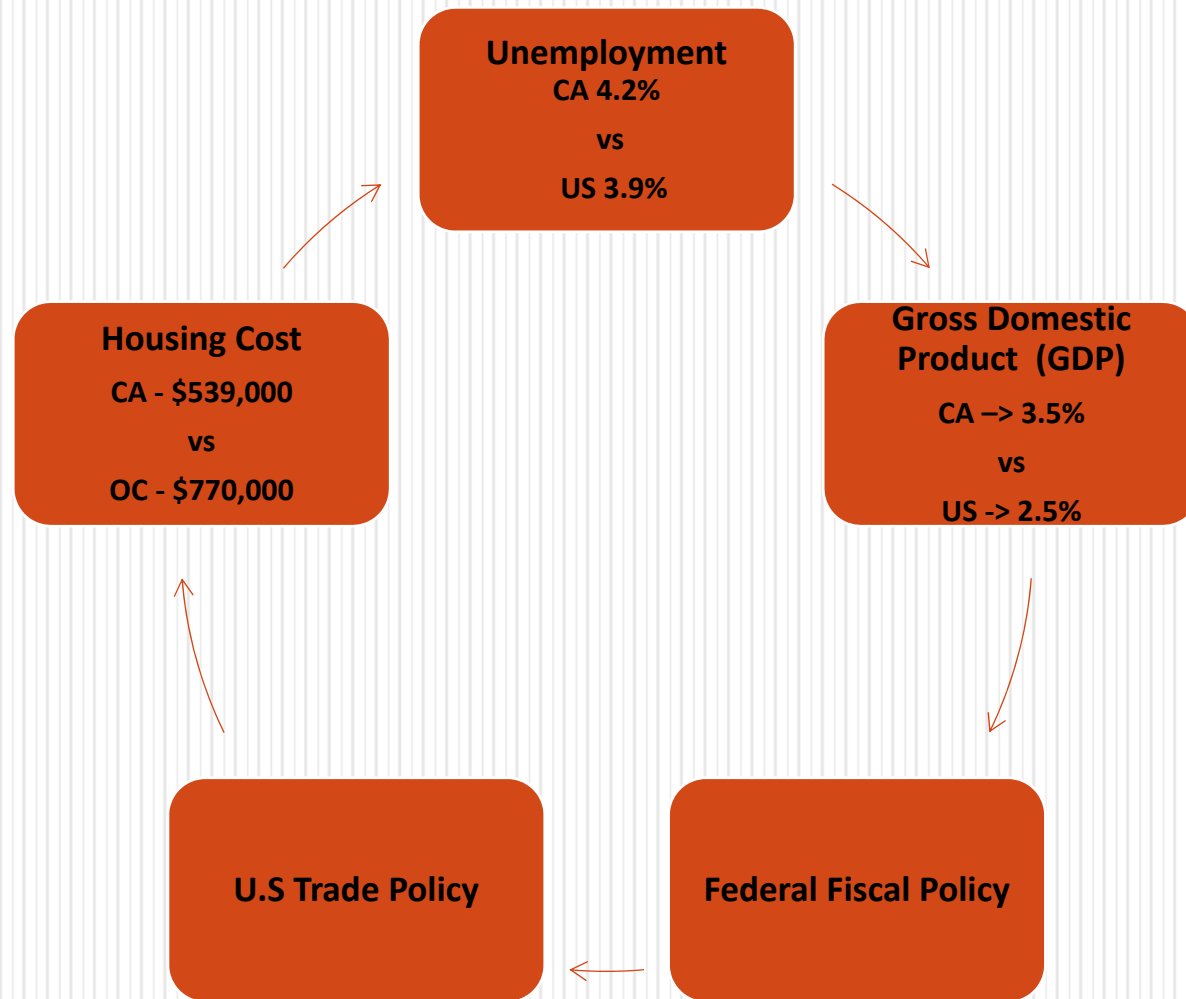 Unemployment
CA 4.2%
vs
US 3.9%
Gross Domestic
Product  (GDP)
CA –> 3.5%
vs
US -> 2.5%
Federal Fiscal Policy
U.S Trade Policy
Housing Cost
CA - $539,000
vs
OC - $770,000